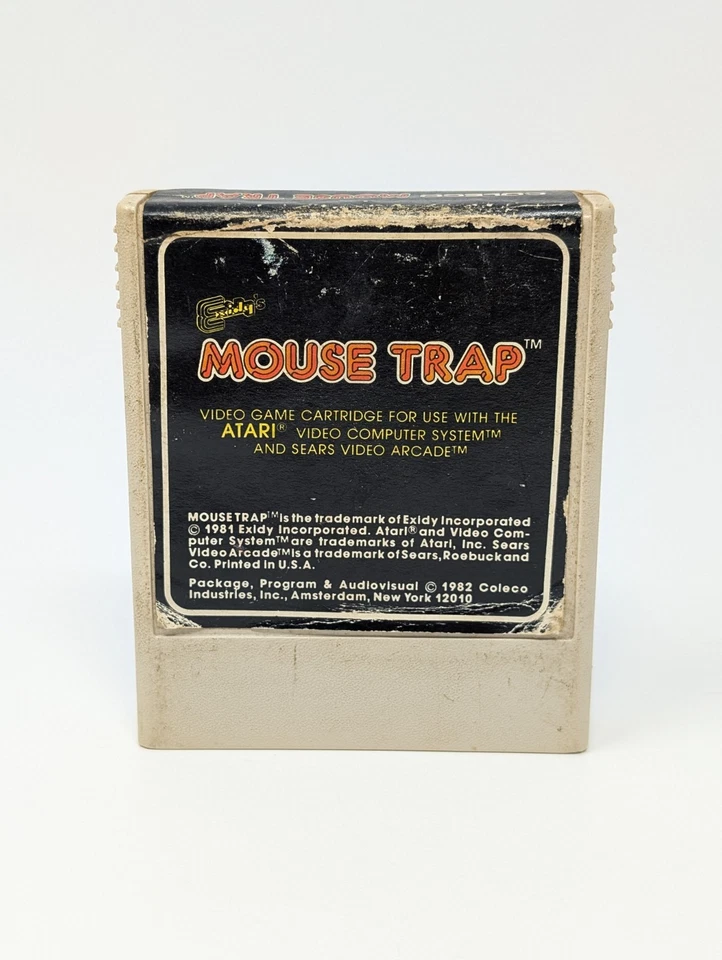 COLECO MOUSE TRAP™
Exidy's
MOUSE TRAP™
VIDEO GAME CARTRIDGE FOR USE WITH THE
ATARI® VIDEO COMPUTER SYSTEM™
AND SEARS VIDEO ARCADE™
MOUSETRAP™ is the trademark of Exidy Incorporated
© 1981 Exidy Incorporated. Atari® and Video Com-
puter System™ are trademarks of Atari, Inc. Sears
Video Arcade™ is a trademark of Sears, Roebuck and
Co. Printed in U.S.A.
Package, Program & Audiovisual © 1982 Coleco
Industries, Inc., Amsterdam, New York 12010